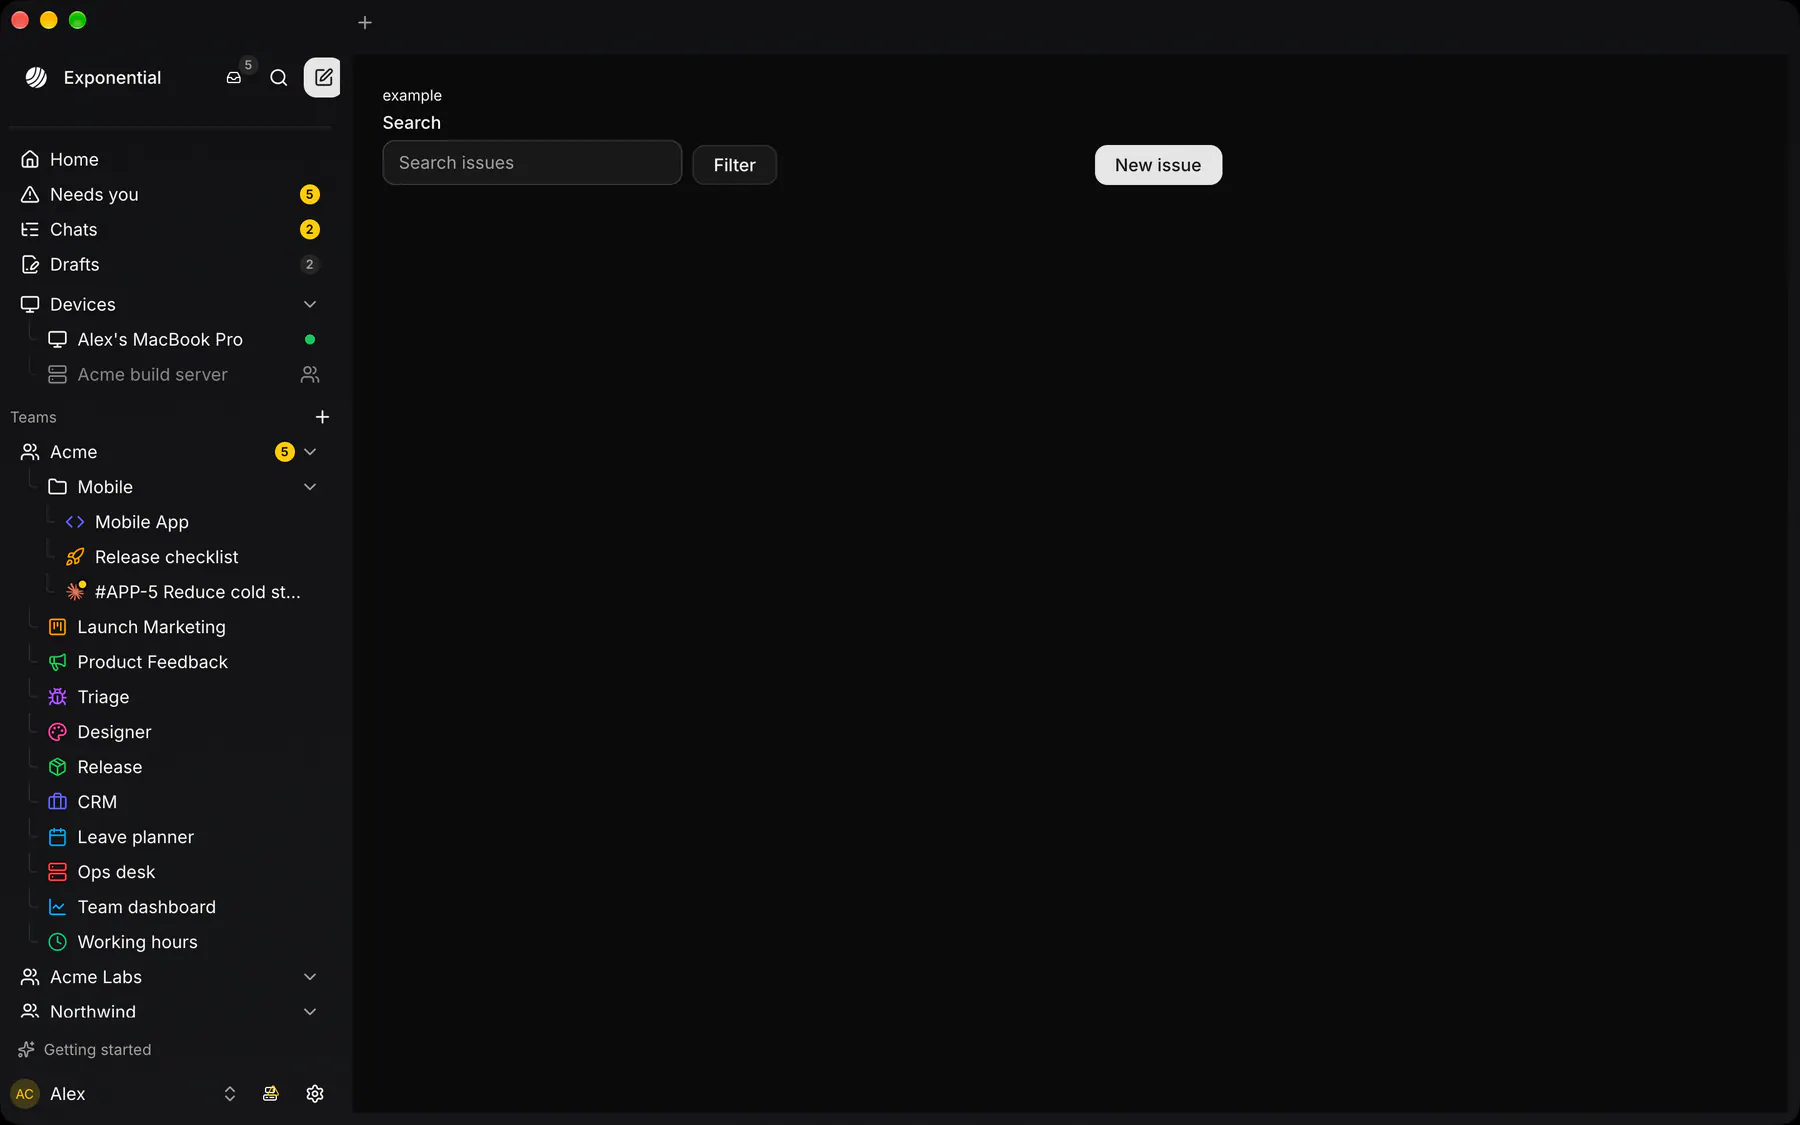 Exponential
5
Home
Needs you
5
Chats
2
Drafts
2
Devices
Alex's MacBook Pro
Acme build server
Teams
Acme
5
Mobile
Mobile App
Release checklist
#APP-5 Reduce cold st...
Launch Marketing
Product Feedback
Triage
Designer
Release
CRM
Leave planner
Ops desk
Team dashboard
Working hours
Acme Labs
Northwind
Getting started
AC
Alex
example
Search
Search issues
Filter
New issue